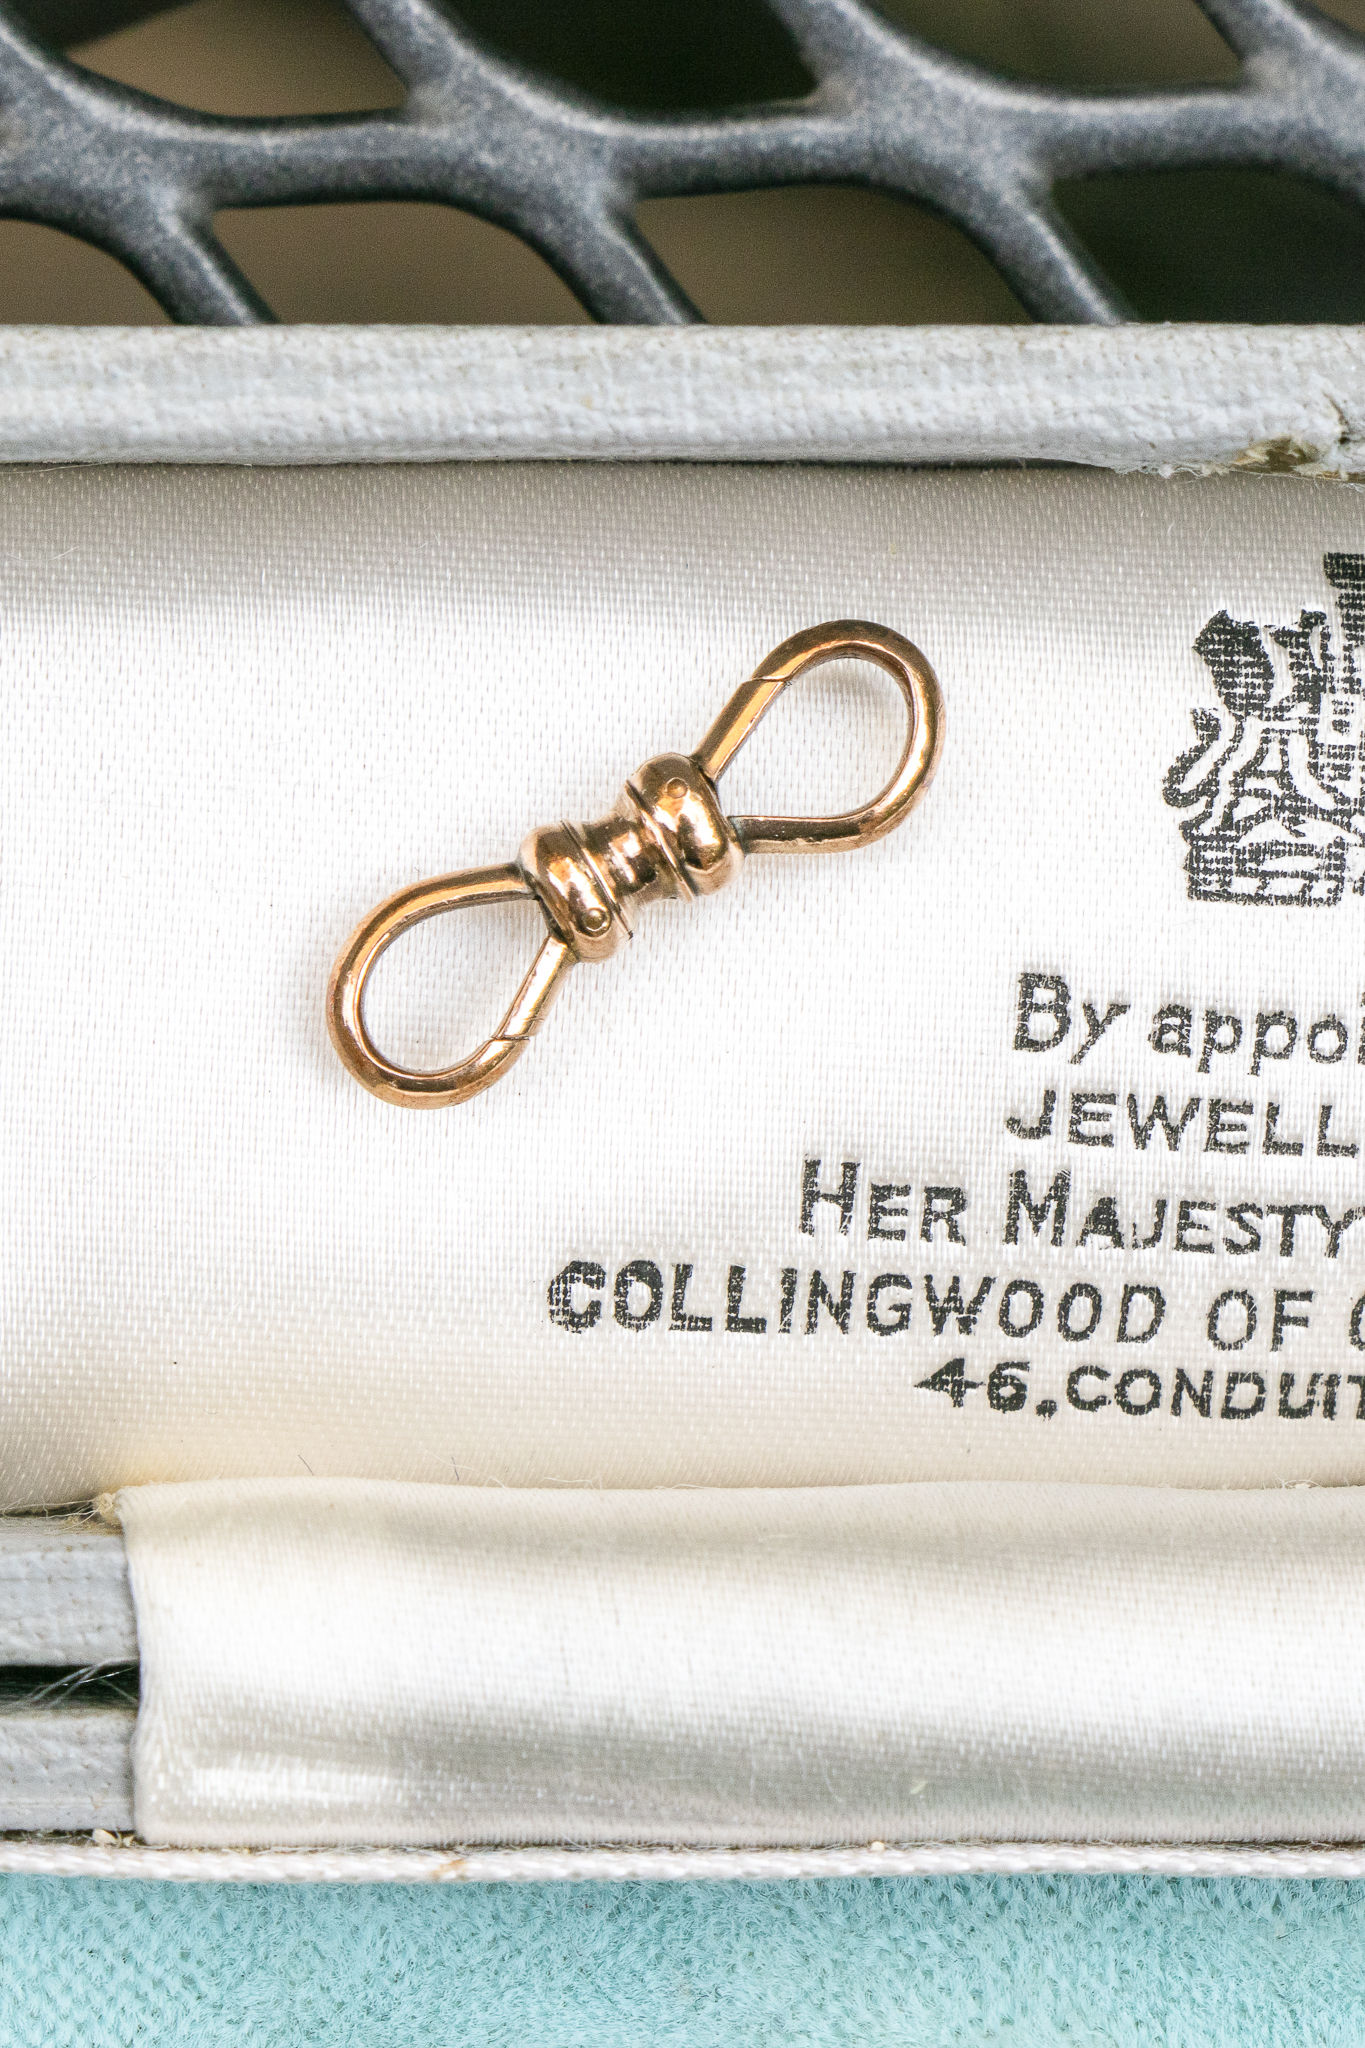 By appoi
JEWELL
HER MAJESTY
COLLINGWOOD OF
46. CONDUIT